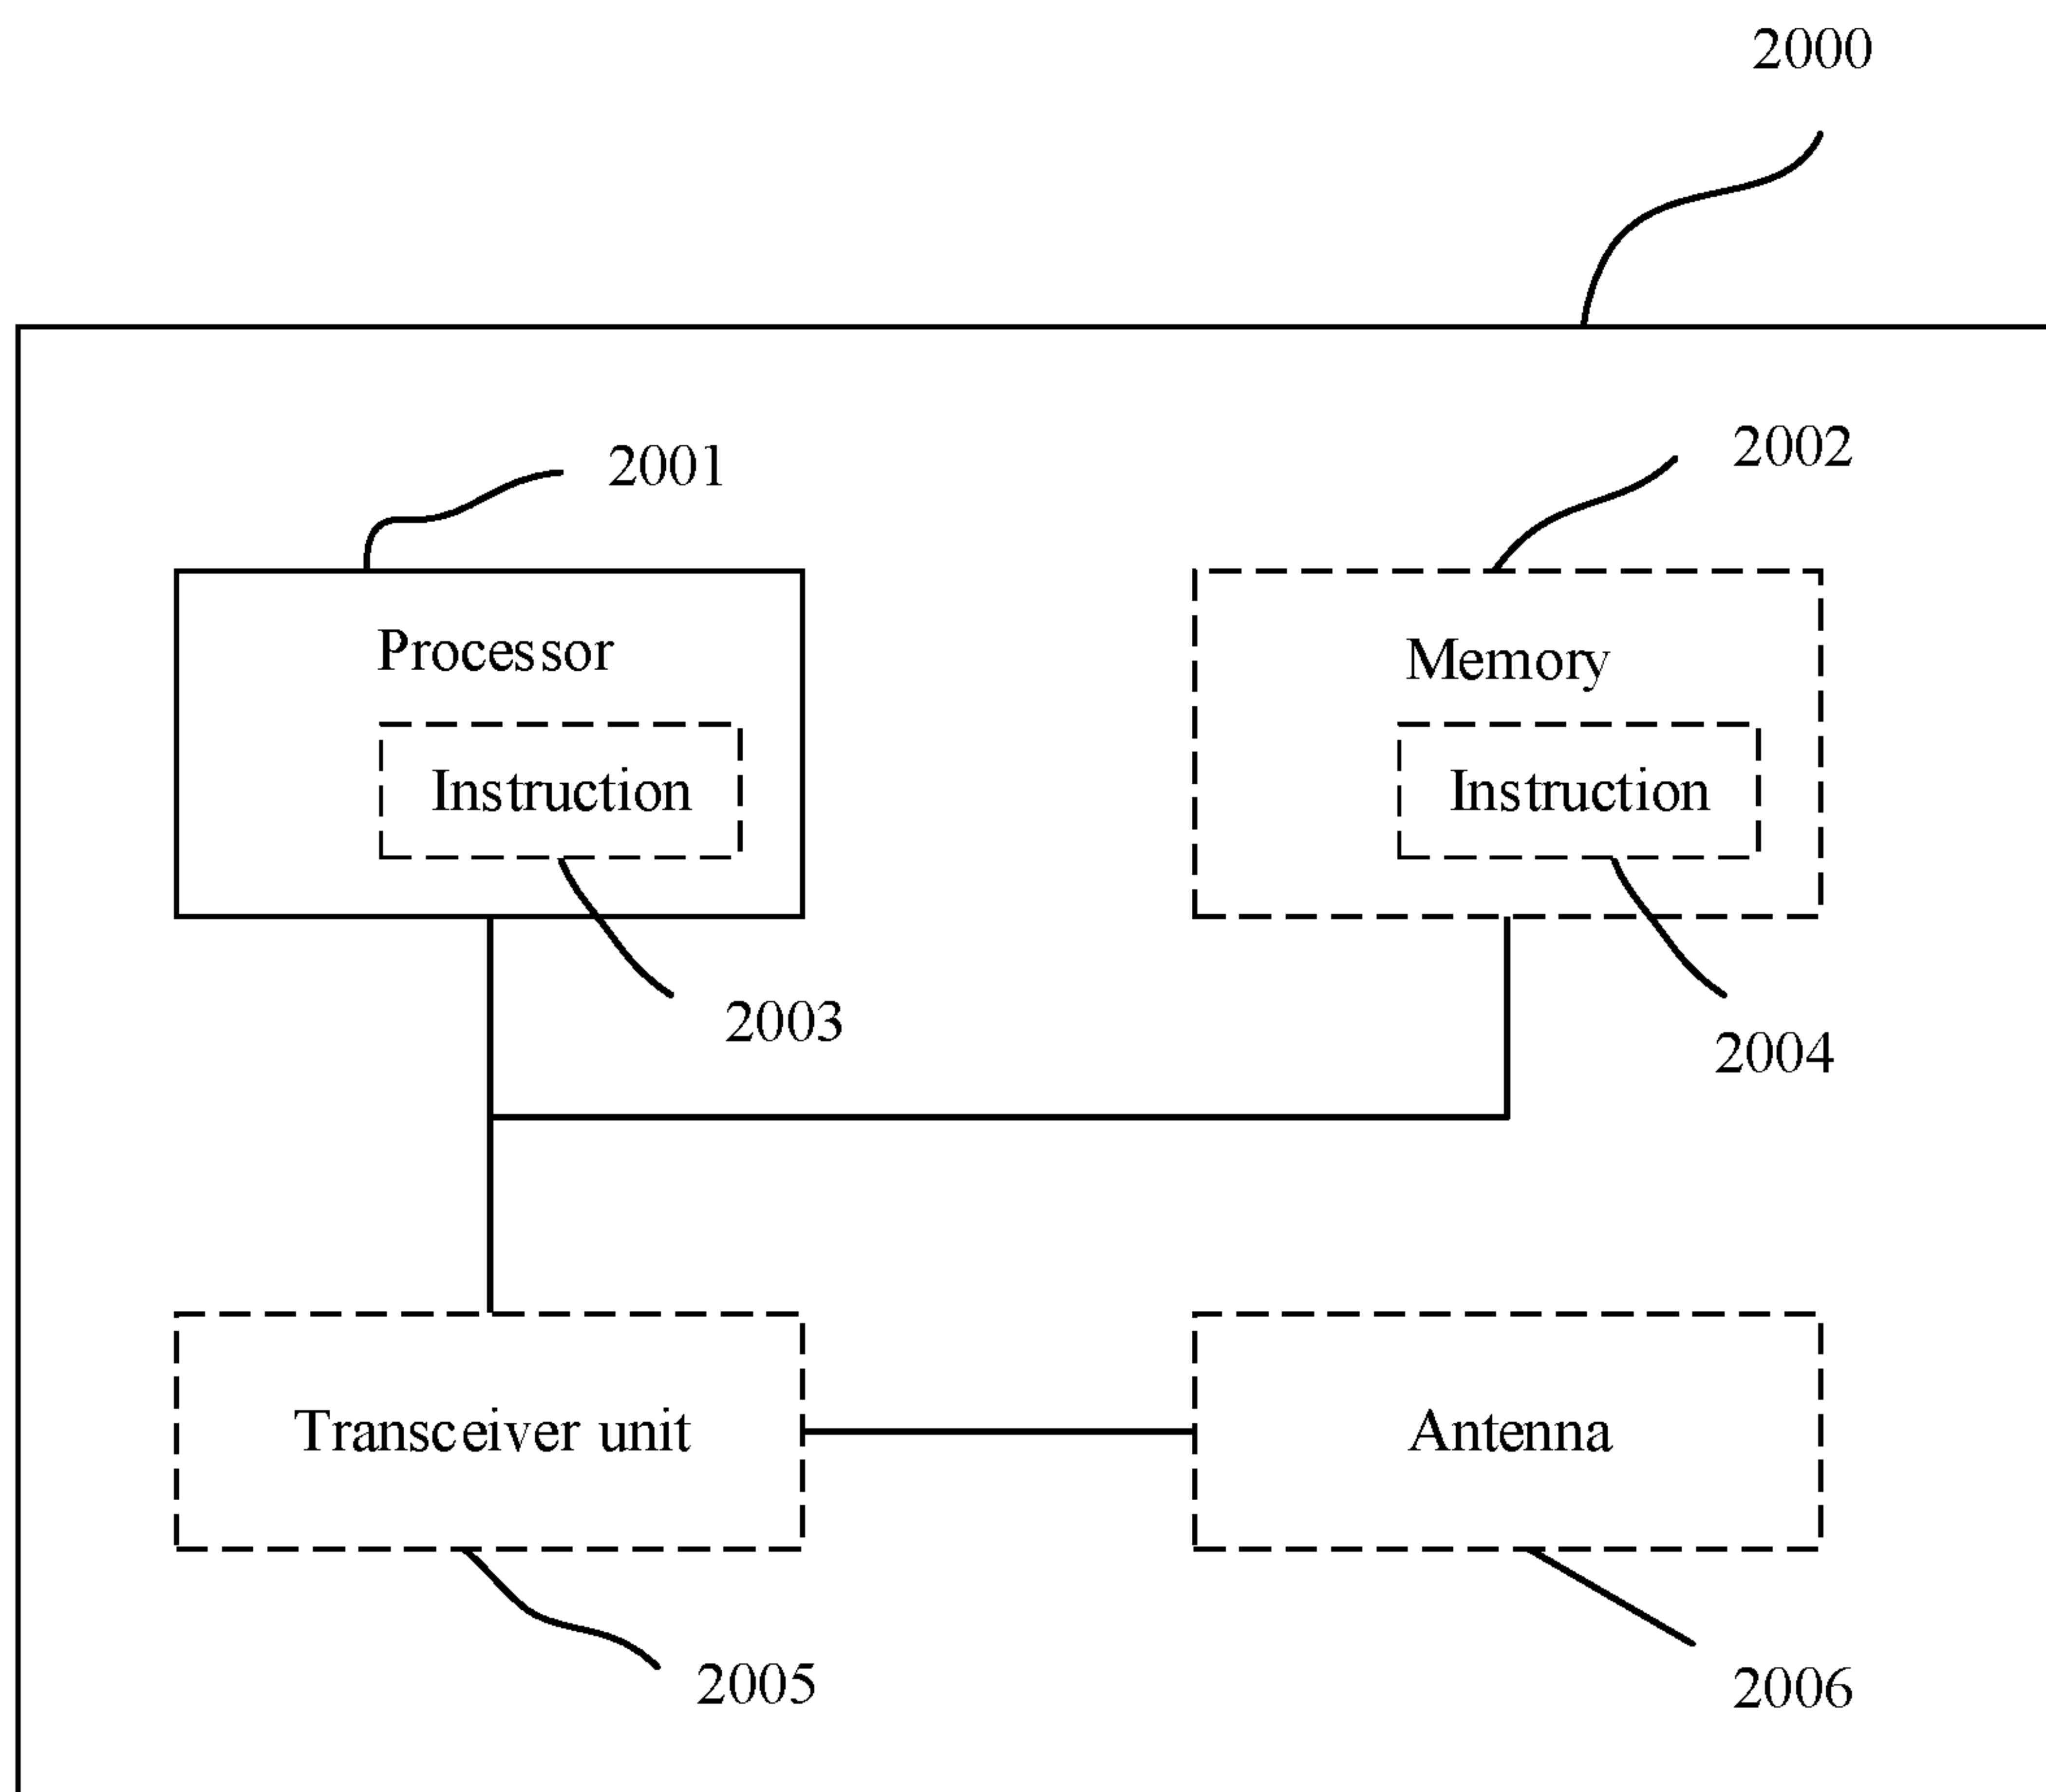 2000
2001
2002
Processor
Memory
Instruction
Instruction
2003
2004
Transceiver unit
Antenna
2005
2006